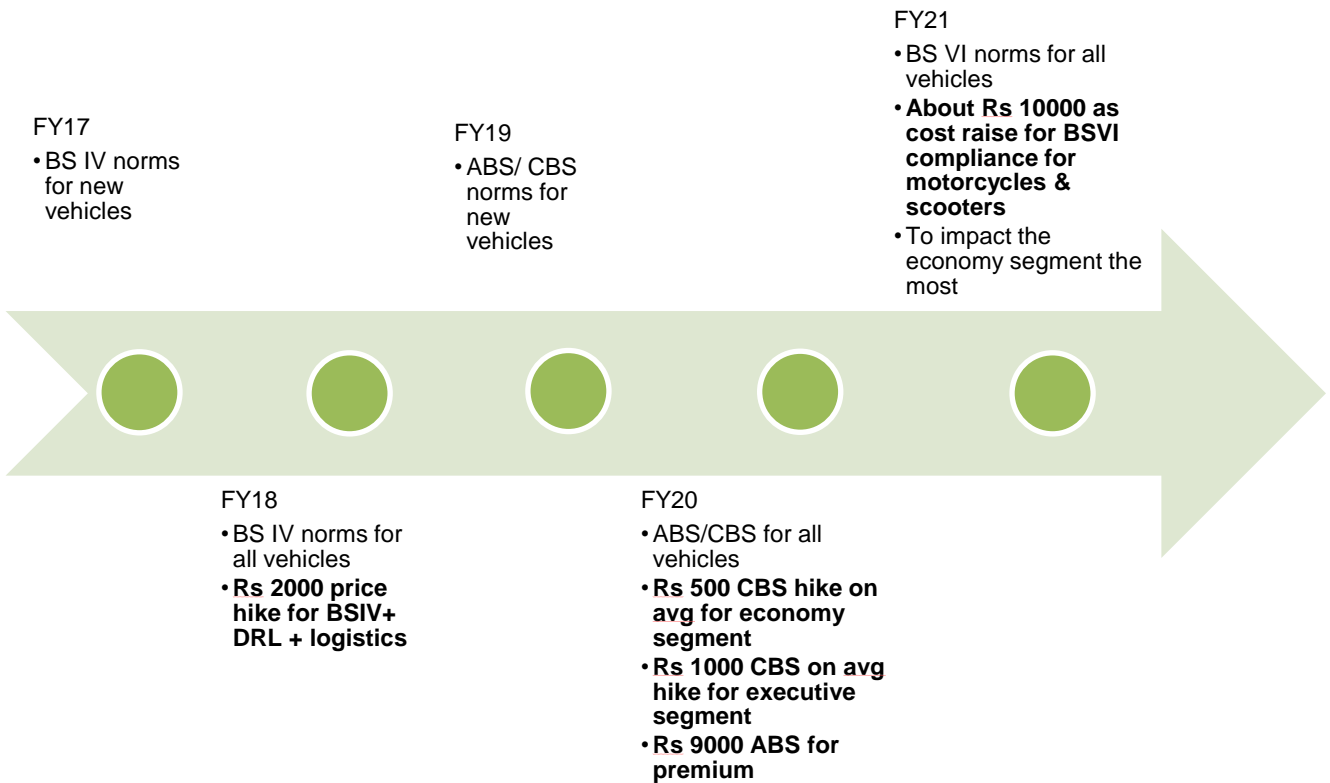 FY17
• BS IV norms
for new
vehicles
FY18
• BS IV norms for
all vehicles
• Rs 2000 price
hike for BSIV+
DRL + logistics
FY19
• ABS/ CBS
norms for
new
vehicles
FY20
• ABS/CBS for all
vehicles
• Rs 500 CBS hike on
avg for economy
segment
• Rs 1000 CBS on avg
hike for executive
segment
• Rs 9000 ABS for
premium
FY21
• BS VI norms for all
vehicles
• About Rs 10000 as
cost raise for BSVI
compliance for
motorcycles &
scooters
• To impact the
economy segment the
most